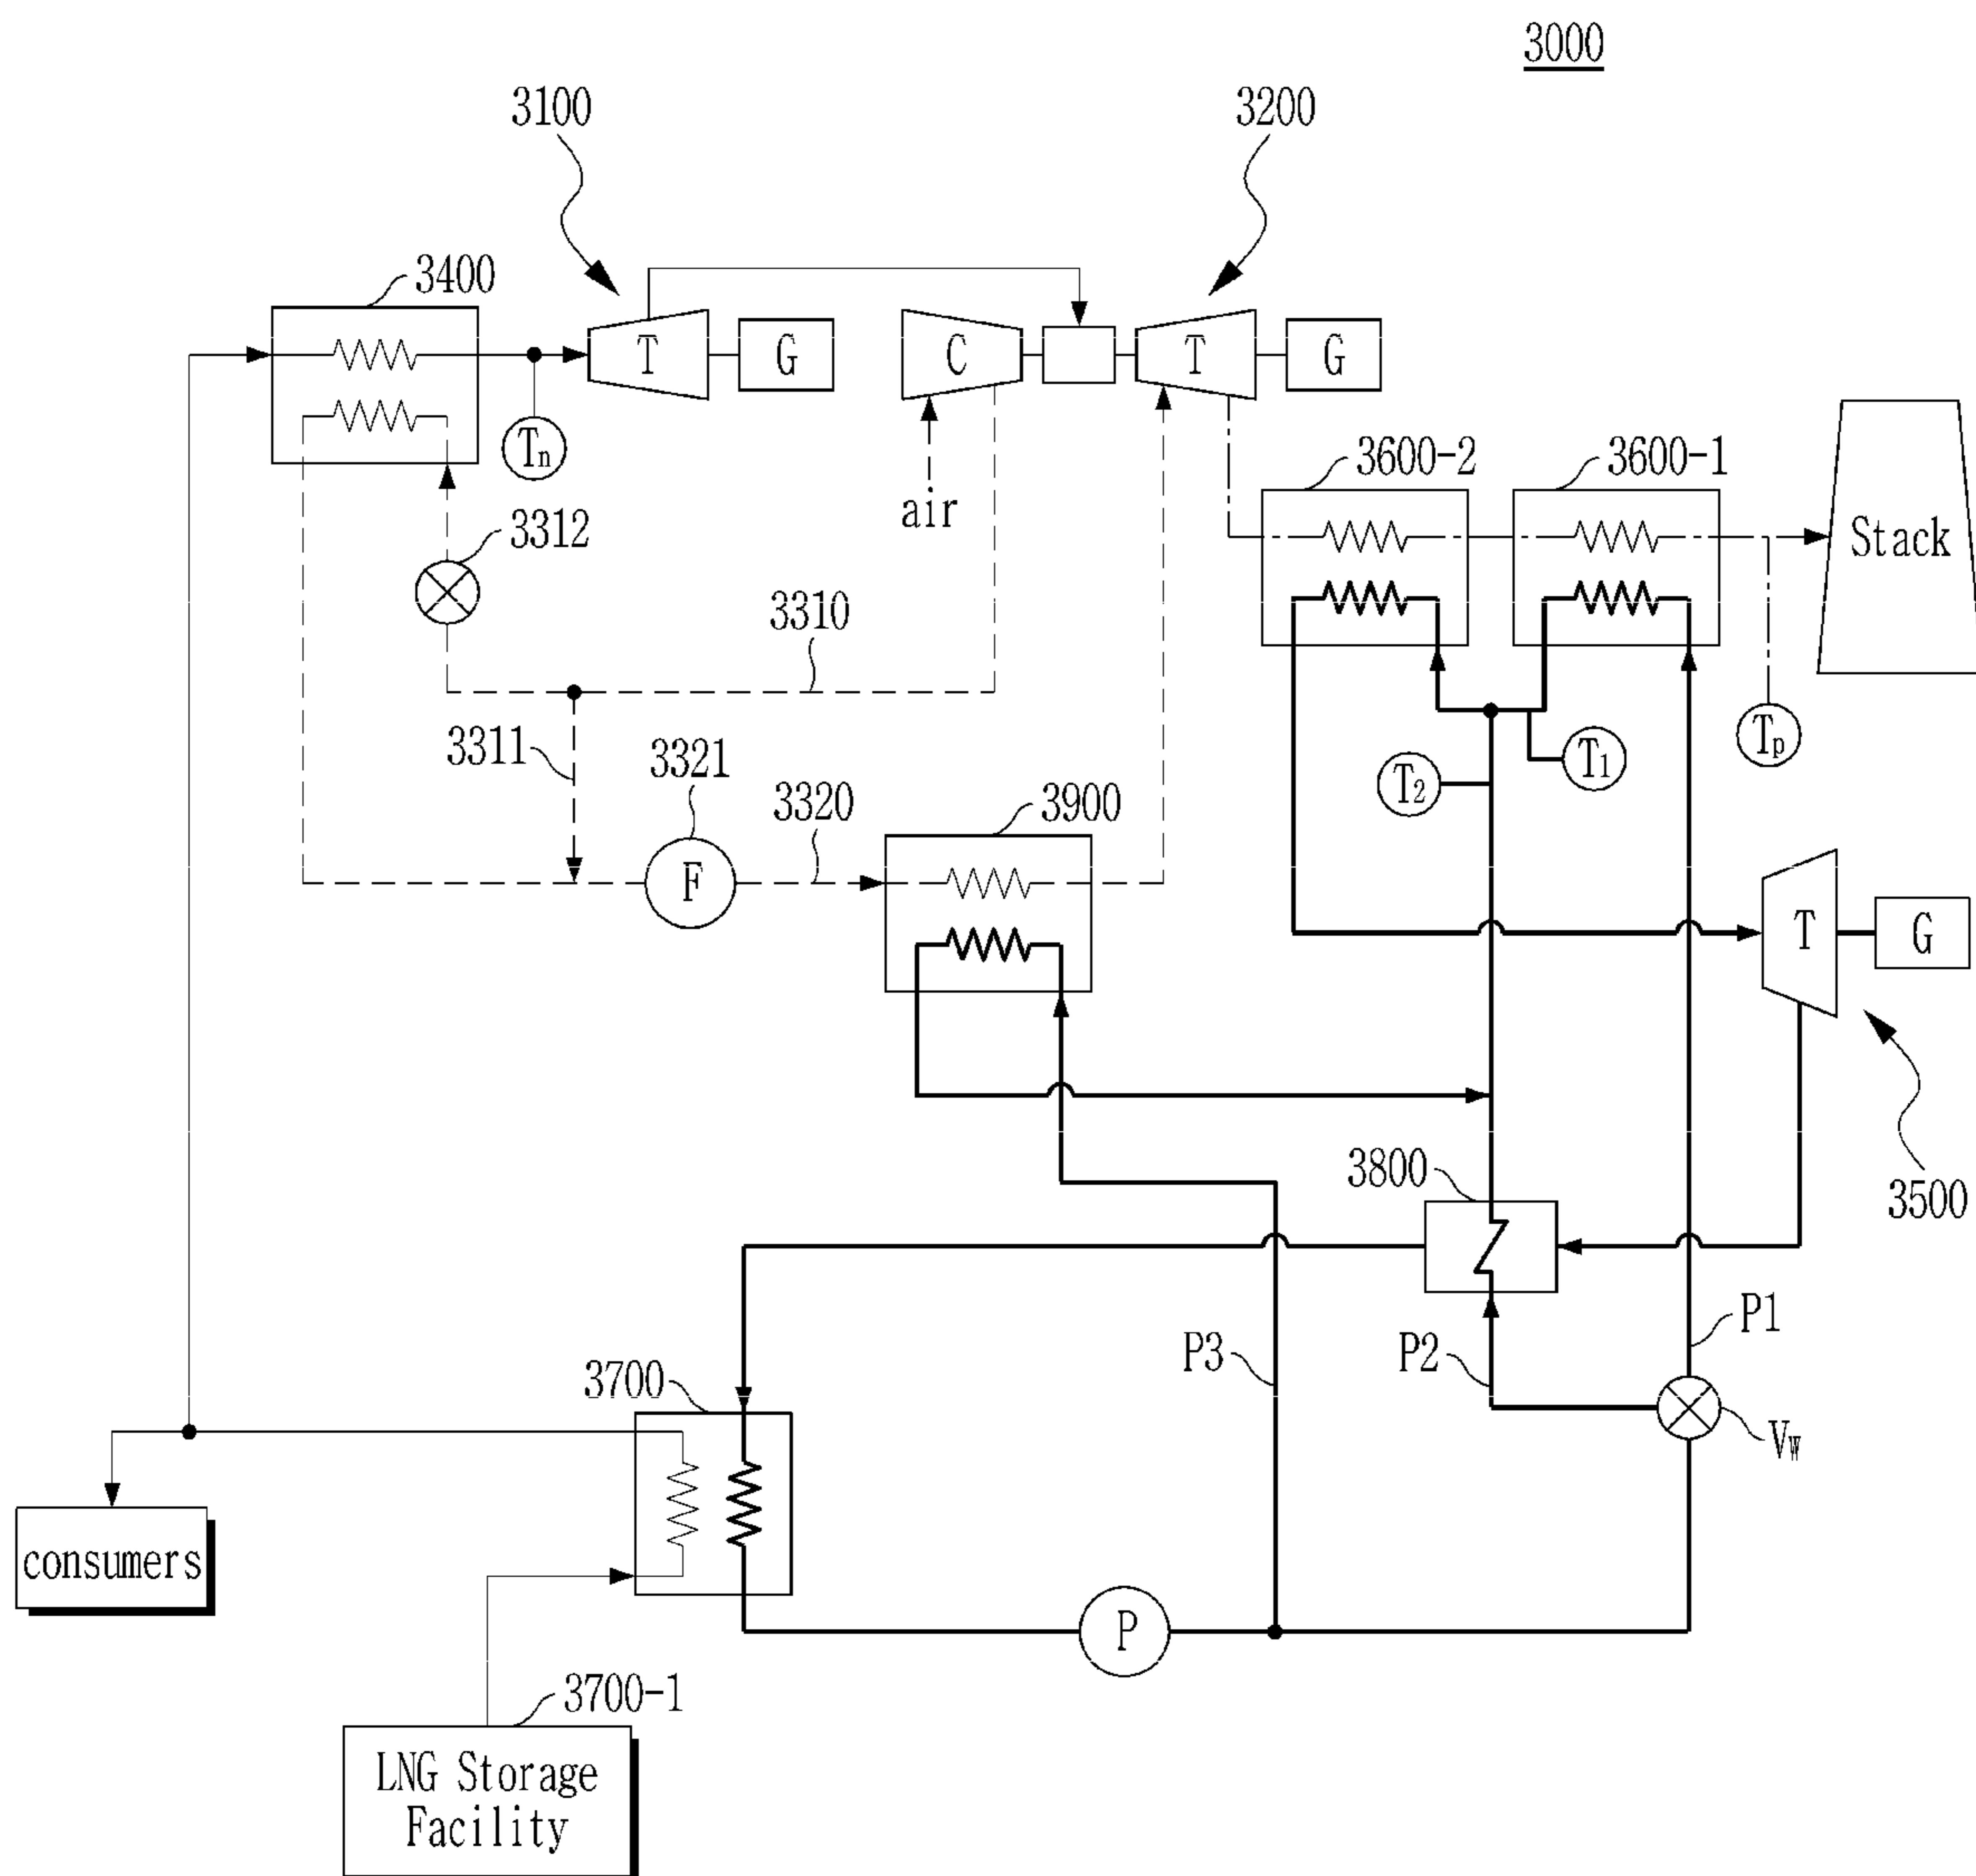 3000
3100
3200
3400
T
G
C
T
G
Tn
air
3600-2
3600-1
Stack
3312
3310
3311
3321
3320
3900
T2
T1
Tp
F
T
G
3800
3500
P3
P2
P1
Vw
3700
consumers
P
3700-1
LNG Storage
Facility